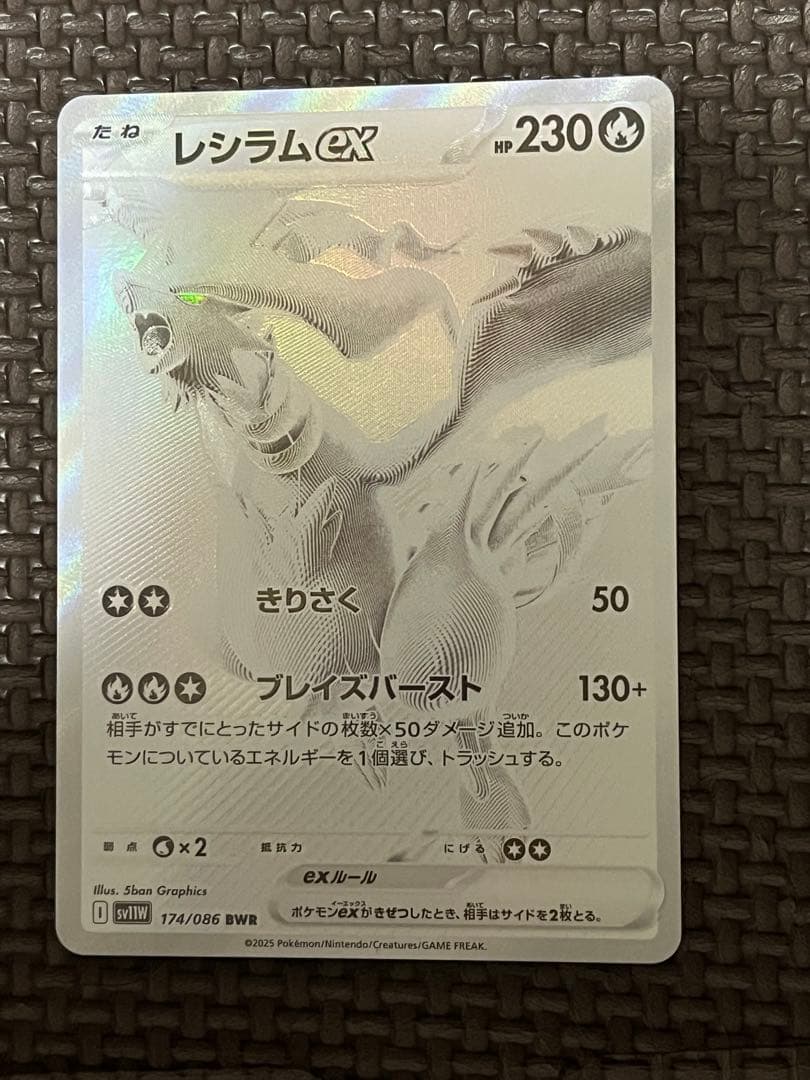 たね レシラムex HP230
きりさく 50
ブレイズバースト 130+
相手がすでにとったサイドの枚数×50ダメージ追加。このポケ
モンについているエネルギーを1個選び、トラッシュする。
弱点 ×2 抵抗力 にげる
exルール
ポケモンexがきぜつしたとき、相手はサイドを2枚とる。
Illus. 5ban Graphics
I sv11W 174/086 BWR
©2025 Pokémon/Nintendo/Creatures/GAME FREAK.